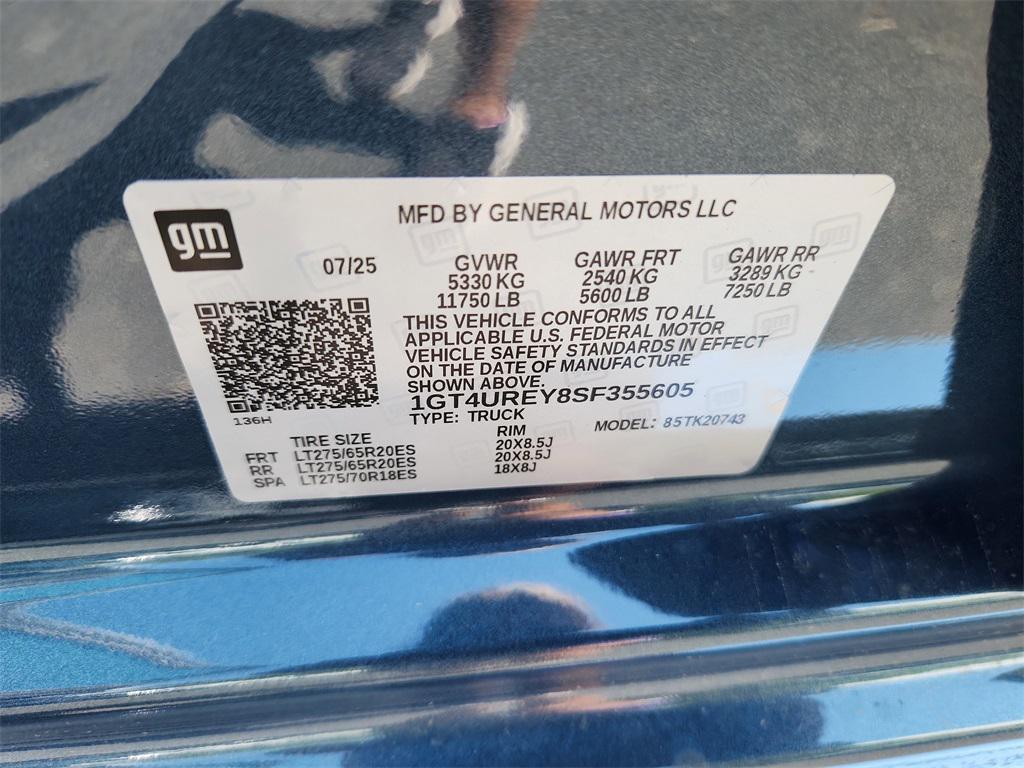 gm
MFD BY GENERAL MOTORS LLC
07/25
GVWR
5330 KG
11750 LB
GAWR FRT
2540 KG
5600 LB
GAWR RR
3289 KG
7250 LB
THIS VEHICLE CONFORMS TO ALL
APPLICABLE U.S. FEDERAL MOTOR
VEHICLE SAFETY STANDARDS IN EFFECT
ON THE DATE OF MANUFACTURE
SHOWN ABOVE.
1GT4UREY8SF355605
TYPE: TRUCK
MODEL: 85TK20743
136H
TIRE SIZE RIM
FRT LT275/65R20ES 20X8.5J
RR LT275/65R20ES 20X8.5J
SPA LT275/70R18ES 18X8J